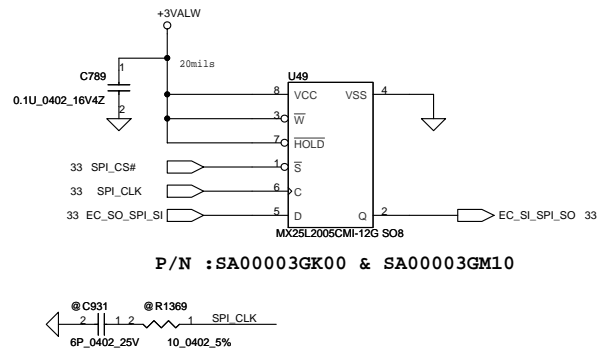 +3VALW
20mils
C789
1
2
0.1U_0402_16V4Z
U49
8 VCC VSS 4
3 W
7 HOLD
33 SPI_CS# 1 S
33 SPI_CLK 6 C
33 EC_SO_SPI_SI 5 D Q 2 EC_SI_SPI_SO 33
MX25L2005CMI-12G SO8
P/N :SA00003GK00 & SA00003GM10
@C931 @R1369
2 1 2 1 SPI_CLK
6P_0402_25V 10_0402_5%